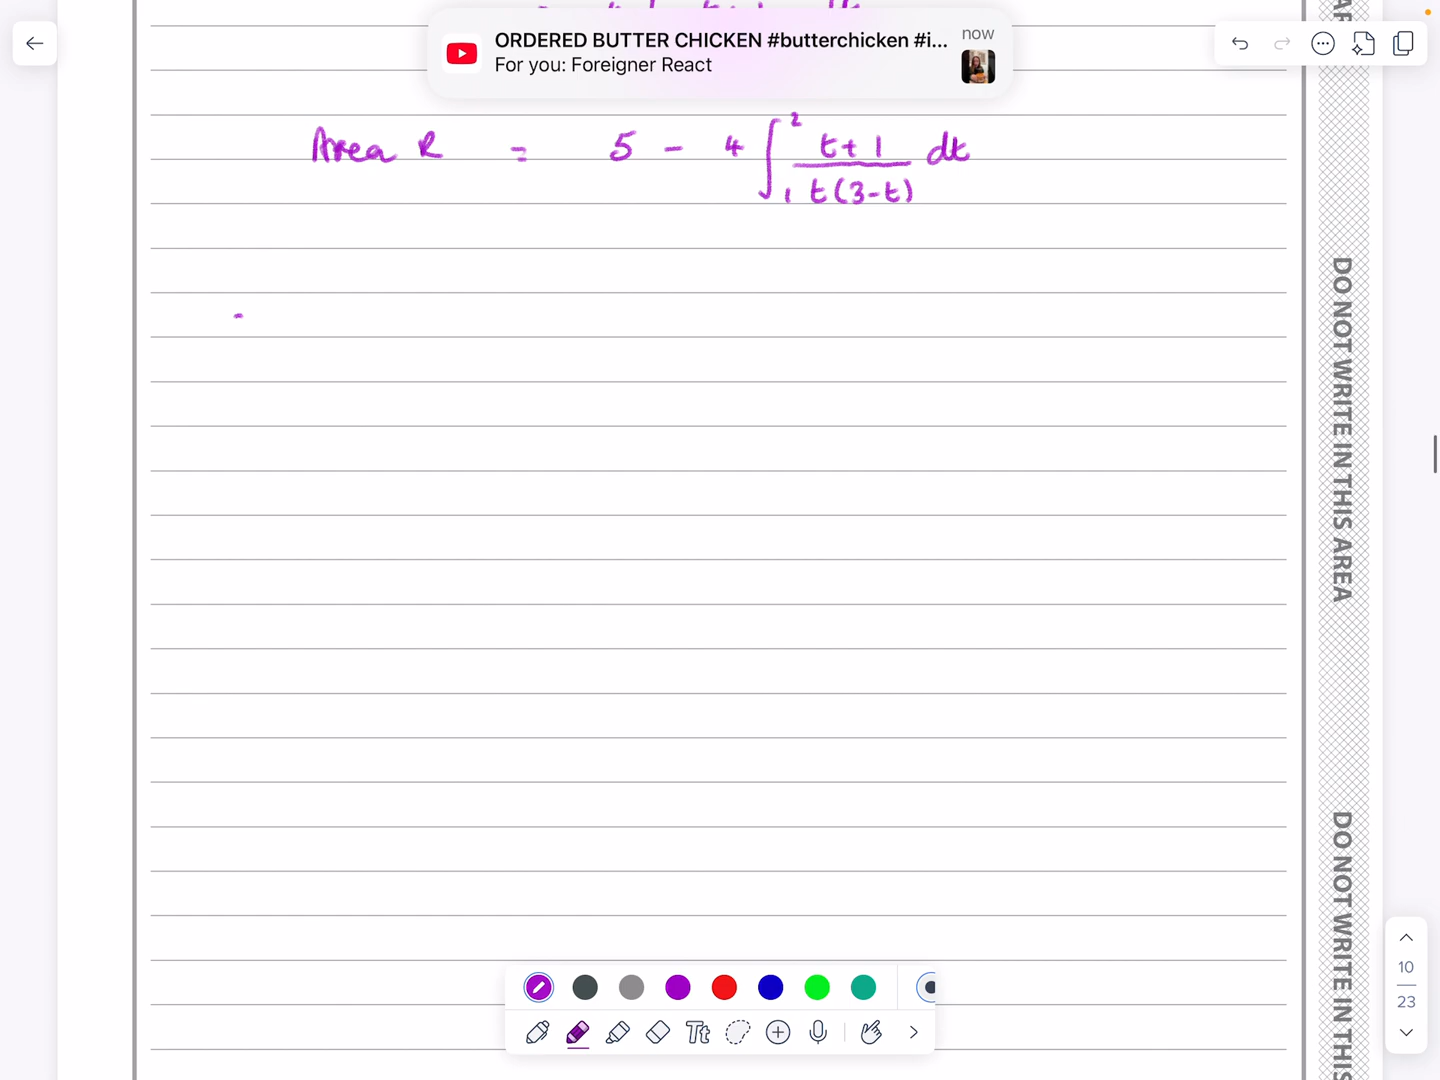 ORDERED BUTTER CHICKEN #butterchicken #i...
now
For you: Foreigner React
Area R = 5 - 4 ∫₁² (t+1)/(t(3-t)) dt
DO NOT WRITE IN THIS AREA
DO NOT WRITE IN THIS
Tt
10
23